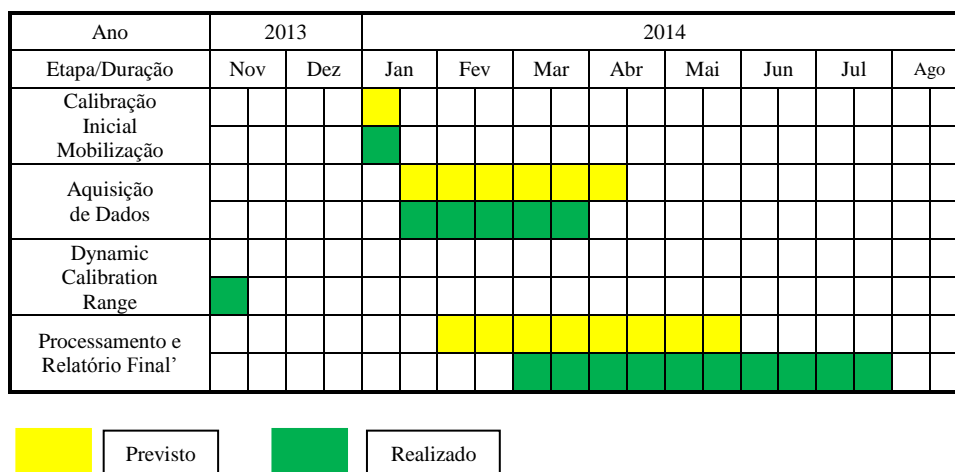 Ano 2013 2014
Etapa/Duração Nov Dez Jan Fev Mar Abr Mai Jun Jul Ago
Calibração
Inicial
Mobilização
Aquisição
de Dados
Dynamic
Calibration
Range
Processamento e
Relatório Final’
Previsto Realizado